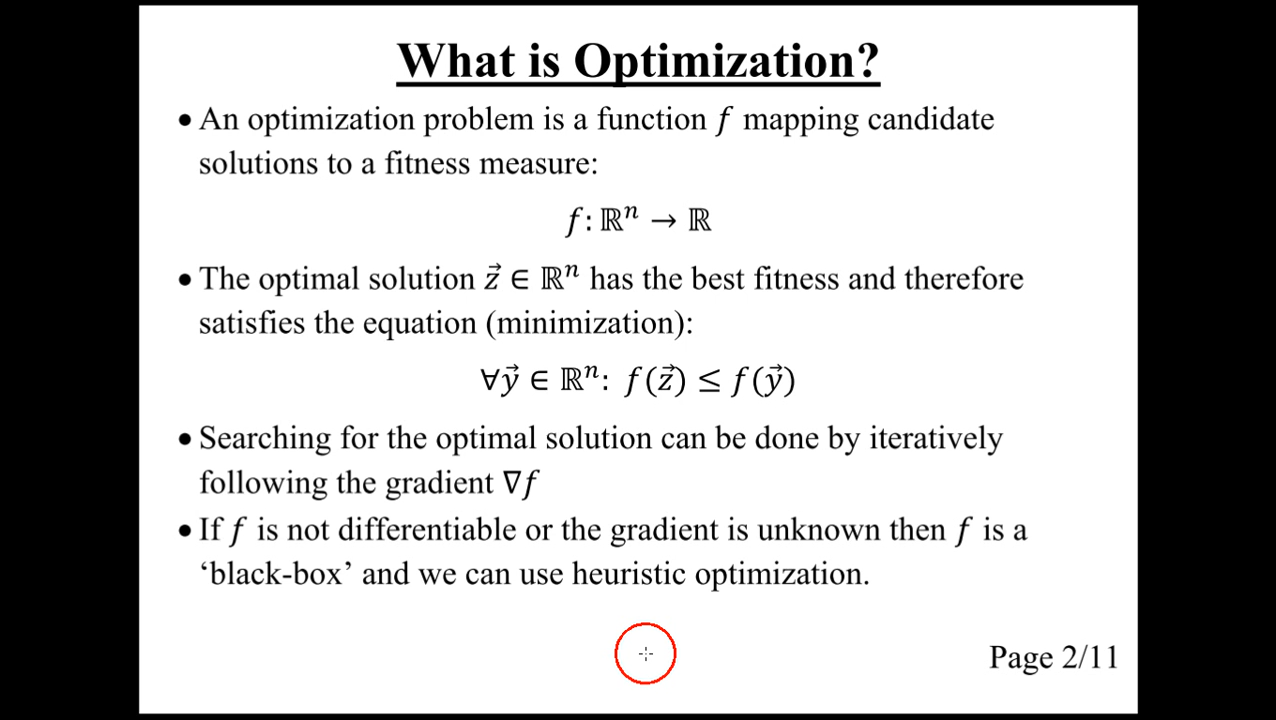 What is Optimization?
• An optimization problem is a function f mapping candidate
solutions to a fitness measure:
f: ℝⁿ → ℝ
• The optimal solution z⃗ ∈ ℝⁿ has the best fitness and therefore
satisfies the equation (minimization):
∀y⃗ ∈ ℝⁿ: f(z⃗) ≤ f(y⃗)
• Searching for the optimal solution can be done by iteratively
following the gradient ∇f
• If f is not differentiable or the gradient is unknown then f is a
‘black-box’ and we can use heuristic optimization.
Page 2/11